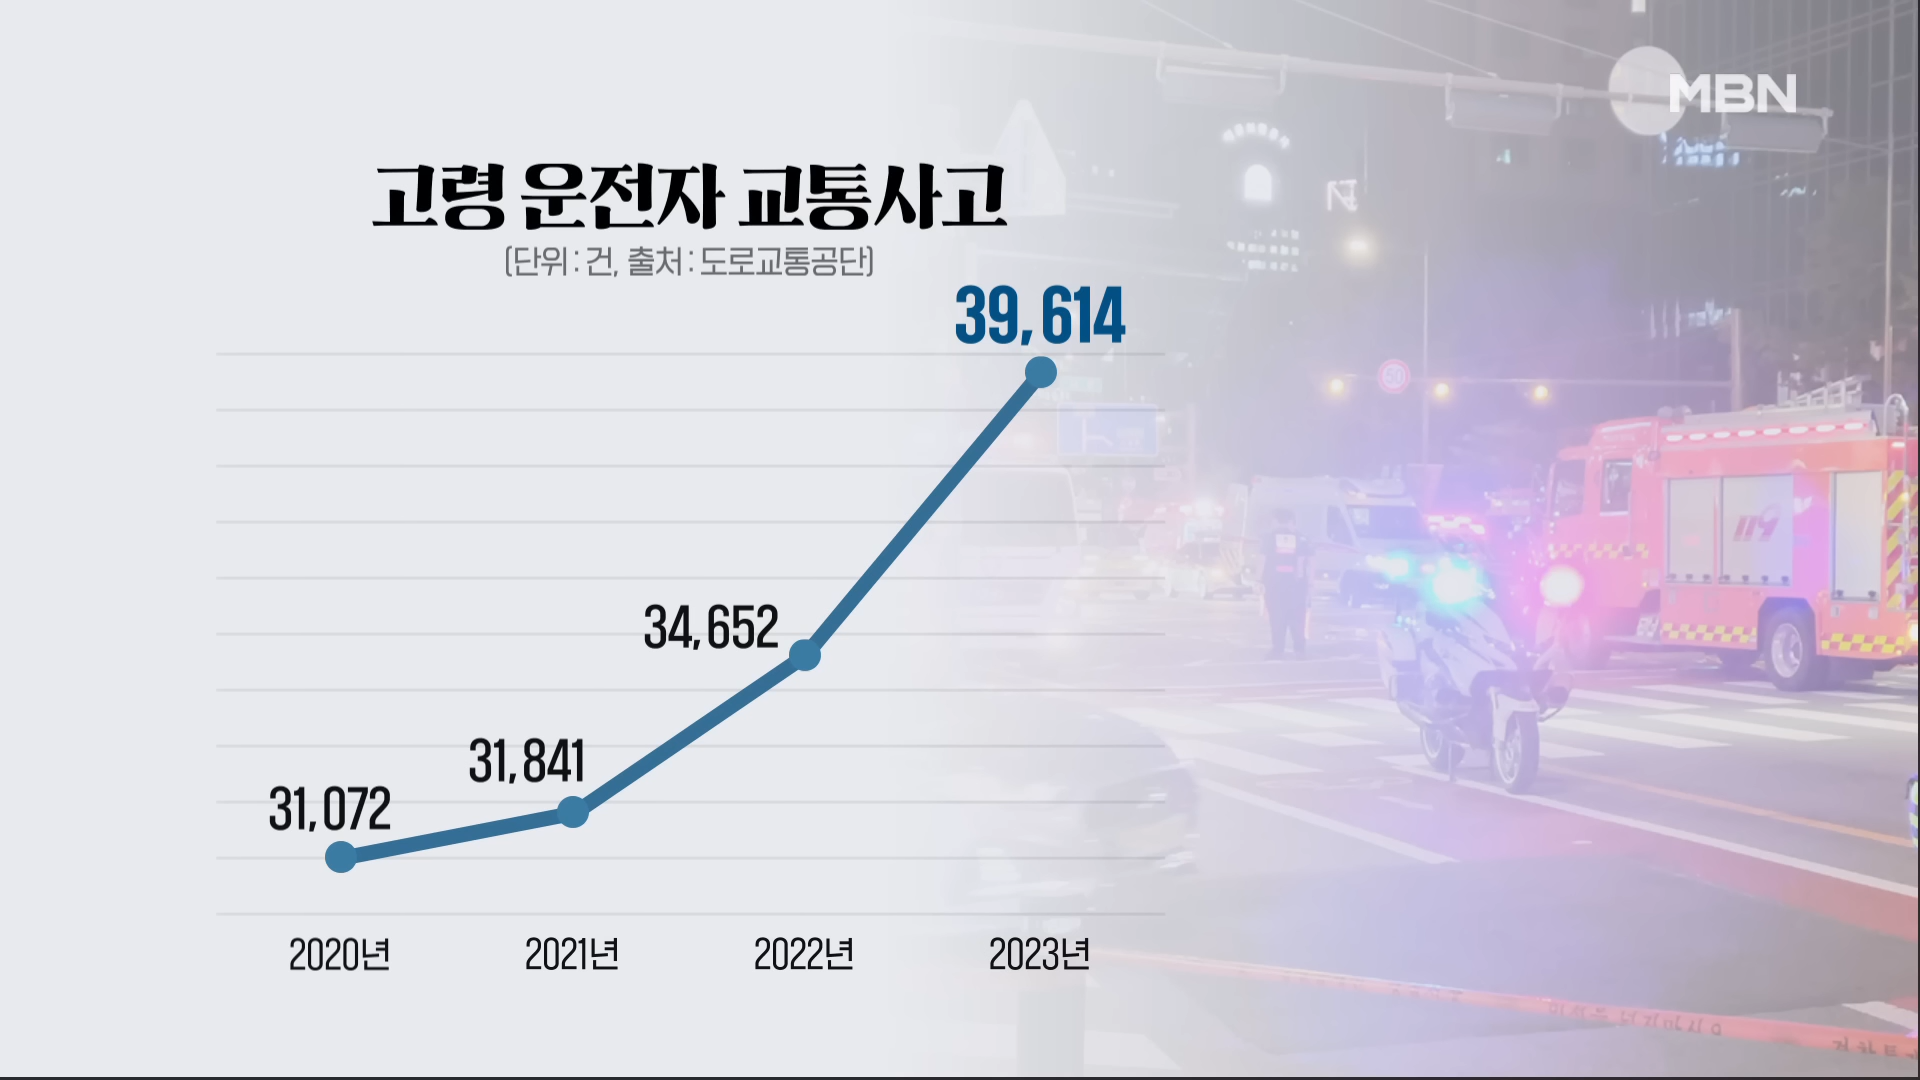 MBN
고령 운전자 교통사고
(단위 : 건, 출처 : 도로교통공단)
39,614
34,652
31,841
31,072
2020년
2021년
2022년
2023년
50
119